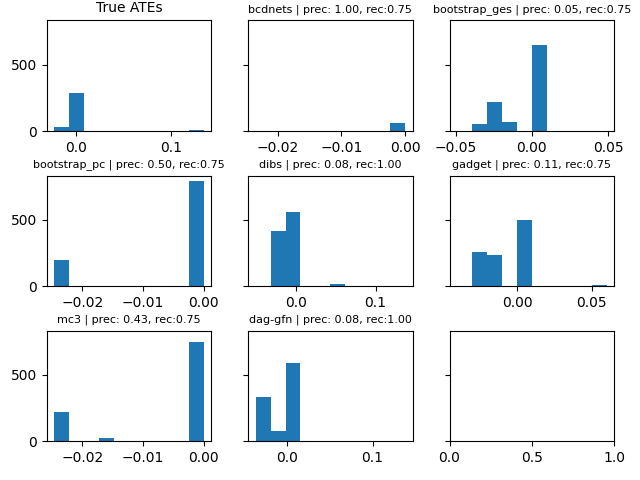 True ATEs
bcdnets | prec: 1.00, rec:0.75
bootstrap_ges | prec: 0.05, rec:0.75
500
0
0.0 0.1
−0.02 −0.01 0.00
−0.05 0.00 0.05
bootstrap_pc | prec: 0.50, rec:0.75
dibs | prec: 0.08, rec:1.00
gadget | prec: 0.11, rec:0.75
500
0
−0.02 −0.01 0.00
0.0 0.1
0.00 0.05
mc3 | prec: 0.43, rec:0.75
dag-gfn | prec: 0.08, rec:1.00
500
0
−0.02 −0.01 0.00
0.0 0.1
0.0 0.5 1.0